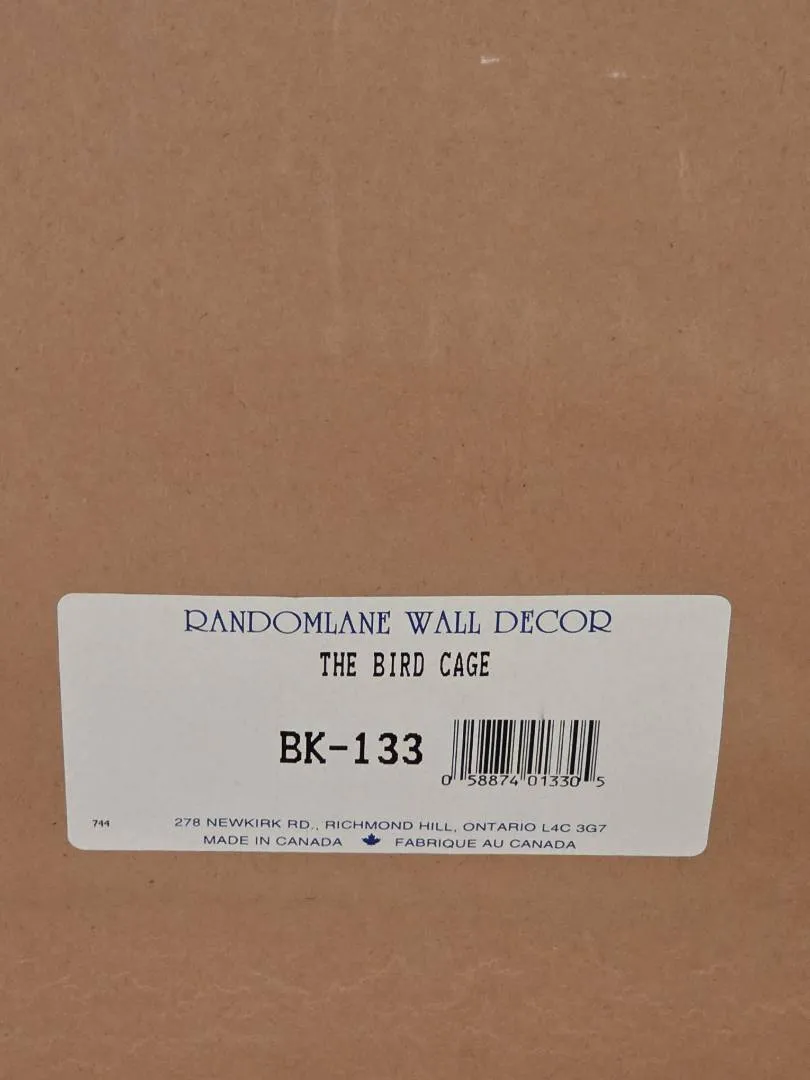 RANDOMLANE WALL DECOR
THE BIRD CAGE
BK-133
0 58874 01330 5
744
278 NEWKIRK RD., RICHMOND HILL, ONTARIO L4C 3G7
MADE IN CANADA FABRIQUE AU CANADA